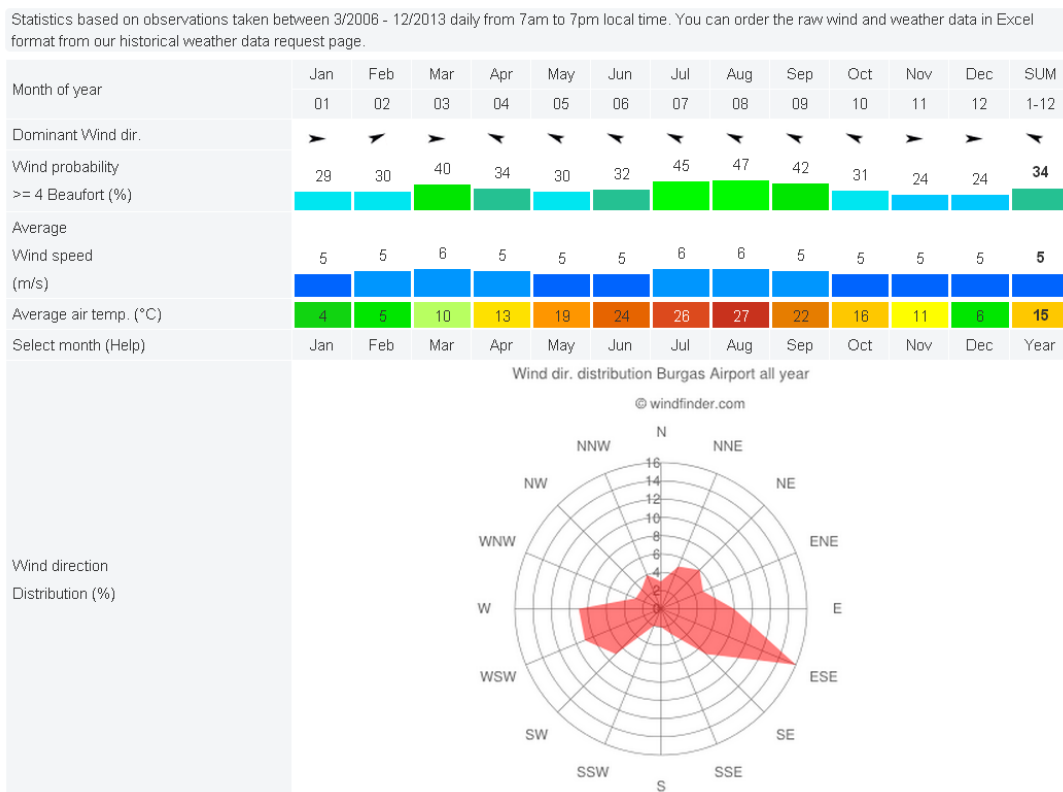 Statistics based on observations taken between 3/2006 - 12/2013 daily from 7am to 7pm local time. You can order the raw wind and weather data in Excel
format from our historical weather data request page.
Month of year
Jan Feb Mar Apr May Jun Jul Aug Sep Oct Nov Dec SUM
01 02 03 04 05 06 07 08 09 10 11 12 1-12
Dominant Wind dir.
Wind probability
>= 4 Beaufort (%)
29 30 40 34 30 32 45 47 42 31 24 24 34
Average
Wind speed
(m/s)
5 5 6 5 5 5 6 6 5 5 5 5 5
Average air temp. (°C) 4 5 10 13 19 24 26 27 22 16 11 6 15
Select month (Help) Jan Feb Mar Apr May Jun Jul Aug Sep Oct Nov Dec Year
Wind direction
Distribution (%)
Wind dir. distribution Burgas Airport all year
© windfinder.com
N
NNW NNE
16
NW 14 NE
12
10
WNW 8 ENE
6
4
2
W 0 E
WSW ESE
SW SE
SSW SSE
S